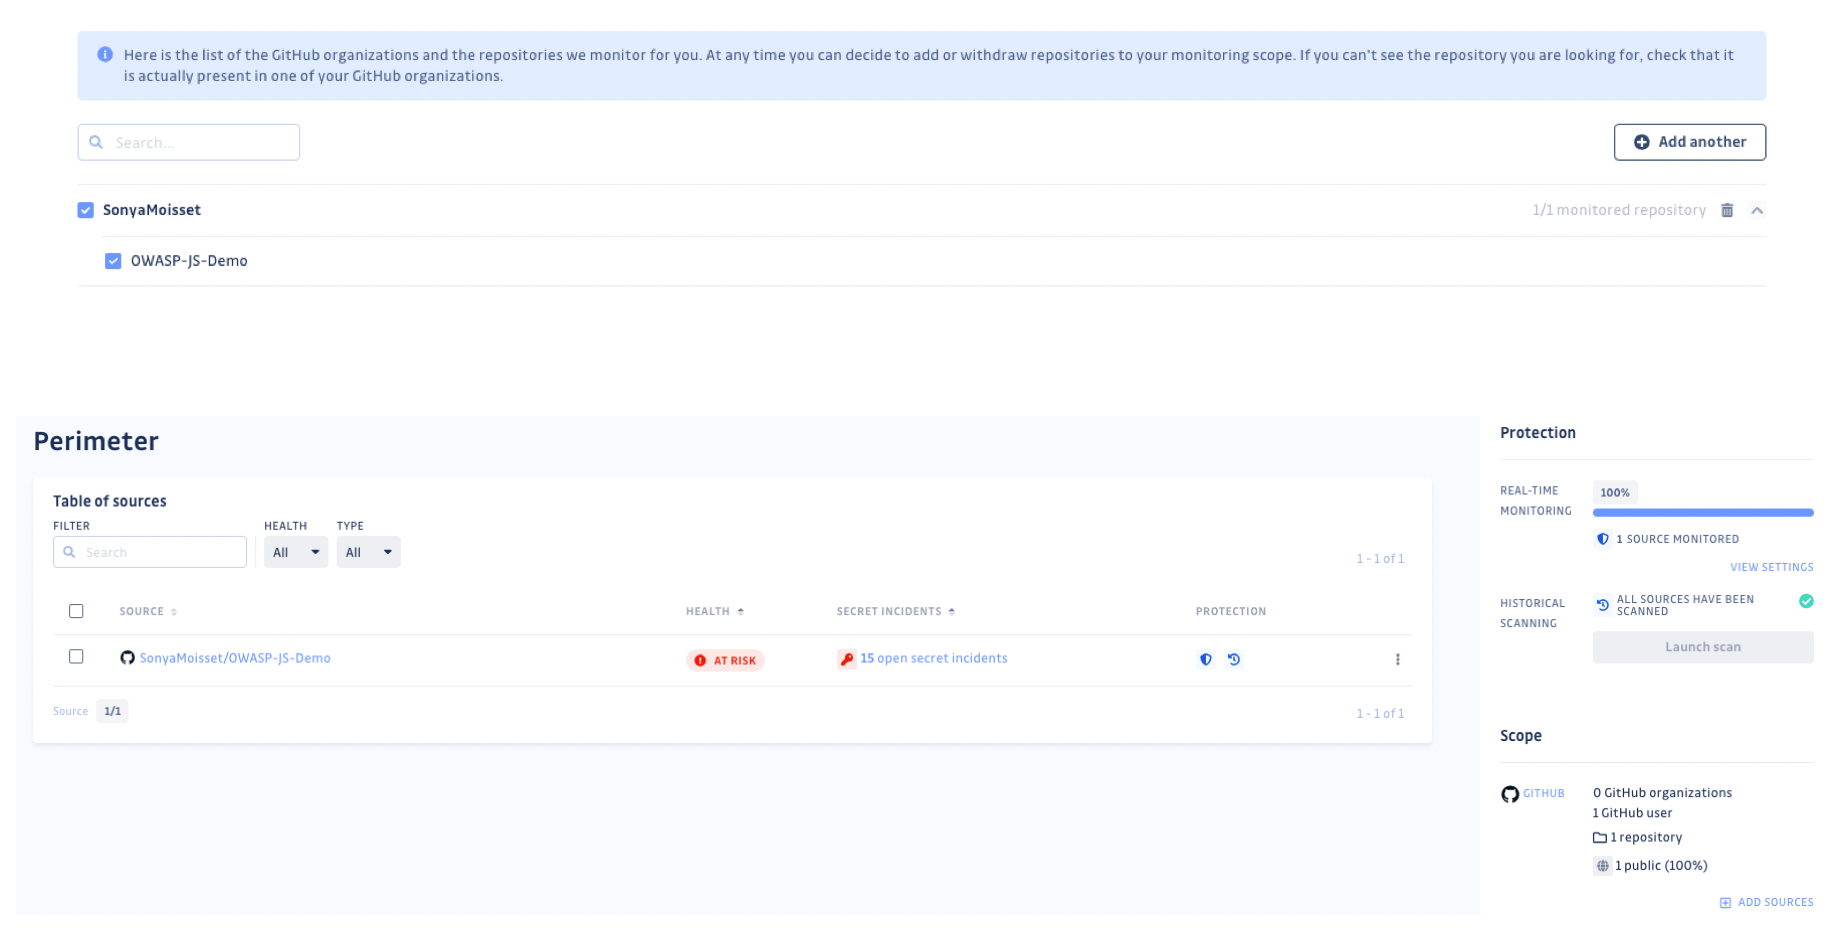 Here is the list of the GitHub organizations and the repositories we monitor for you. At any time you can decide to add or withdraw repositories to your monitoring scope. If you can't see the repository you are looking for, check that it
is actually present in one of your GitHub organizations.
Search...
Add another
SonyaMoisset
1/1 monitored repository
OWASP-JS-Demo
Perimeter
Table of sources
FILTER HEALTH TYPE
Search All All
1 - 1 of 1
SOURCE HEALTH SECRET INCIDENTS PROTECTION
SonyaMoisset/OWASP-JS-Demo AT RISK 15 open secret incidents
Source 1/1
1 - 1 of 1
Protection
REAL-TIME
MONITORING
100%
1 SOURCE MONITORED
VIEW SETTINGS
HISTORICAL
SCANNING
ALL SOURCES HAVE BEEN
SCANNED
Launch scan
Scope
GITHUB
0 GitHub organizations
1 GitHub user
1 repository
1 public (100%)
ADD SOURCES